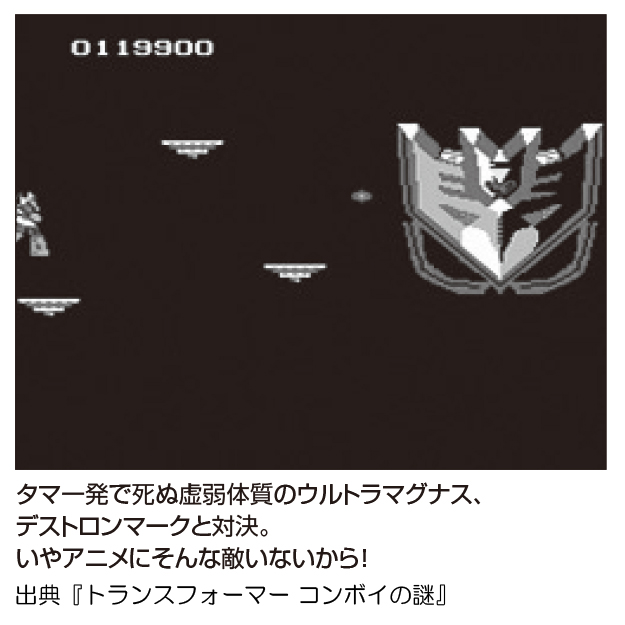 0119900
タマ一発で死ぬ虚弱体質のウルトラマグナス、
デストロンマークと対決。
いやアニメにそんな敵いないから!
出典『トランスフォーマー コンボイの謎』